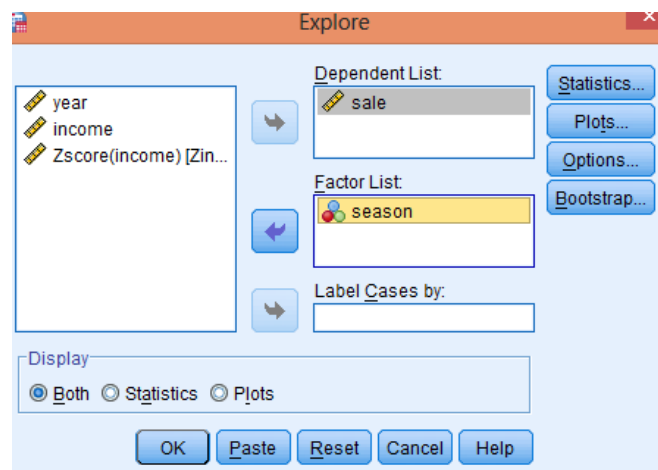 Explore
year
income
Zscore(income) [Zin...
Dependent List:
sale
Factor List:
season
Label Cases by:
Statistics...
Plots...
Options...
Bootstrap...
Display
Both Statistics Plots
OK Paste Reset Cancel Help